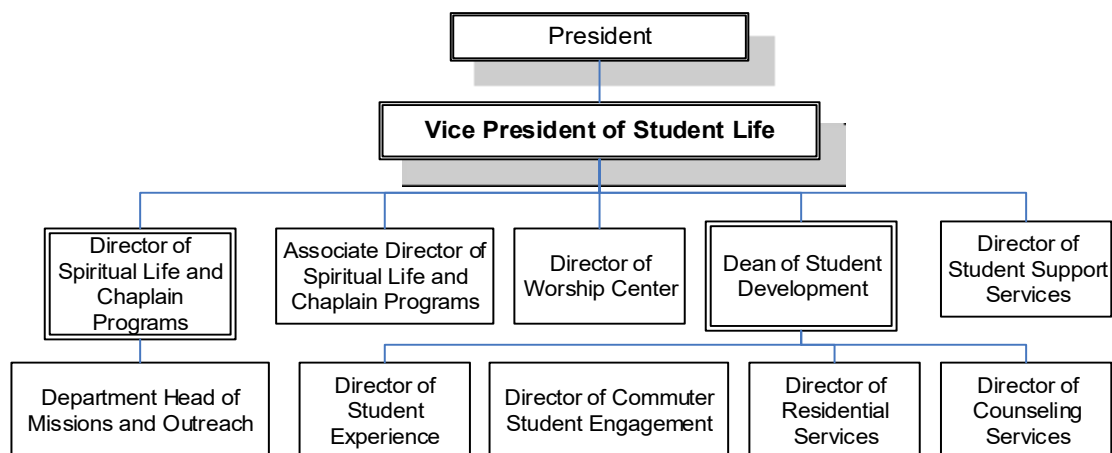 President
Vice President of Student Life
Director of
Spiritual Life and
Chaplain
Programs
Associate Director of
Spiritual Life and
Chaplain Programs
Director of
Worship Center
Dean of Student
Development
Director of
Student Support
Services
Department Head of
Missions and Outreach
Director of
Student
Experience
Director of Commuter
Student Engagement
Director of
Residential
Services
Director of
Counseling
Services